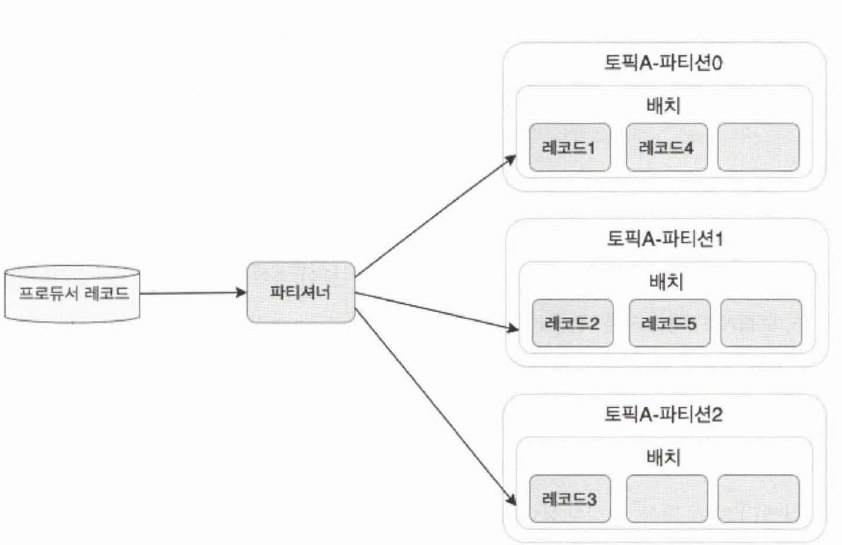 프로듀서 레코드
파티셔너
토픽A-파티션0
배치
레코드1 레코드4
토픽A-파티션1
배치
레코드2 레코드5
토픽A-파티션2
배치
레코드3